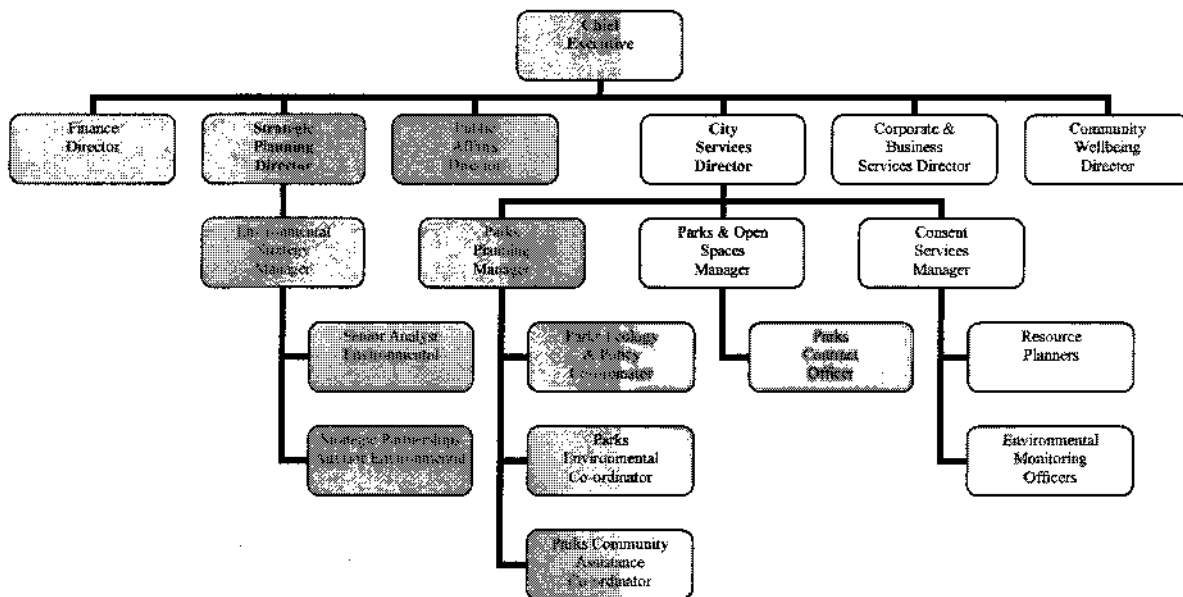 Chief
Executive
Finance
Director
Strategic
Planning
Director
Public
Affairs
Director
City
Services
Director
Corporate &
Business
Services Director
Community
Wellbeing
Director
Environmental
Strategy
Manager
Parks
Planning
Manager
Parks & Open
Spaces
Manager
Consent
Services
Manager
Senior Analyst
Environmental
Parks Ecology
& Policy
Co-ordinator
Parks
Contract
Officer
Resource
Planners
Strategic Partnerships
Advisor Environmental
Parks
Environmental
Co-ordinator
Environmental
Monitoring
Officers
Parks Community
Assistance
Co-ordinator